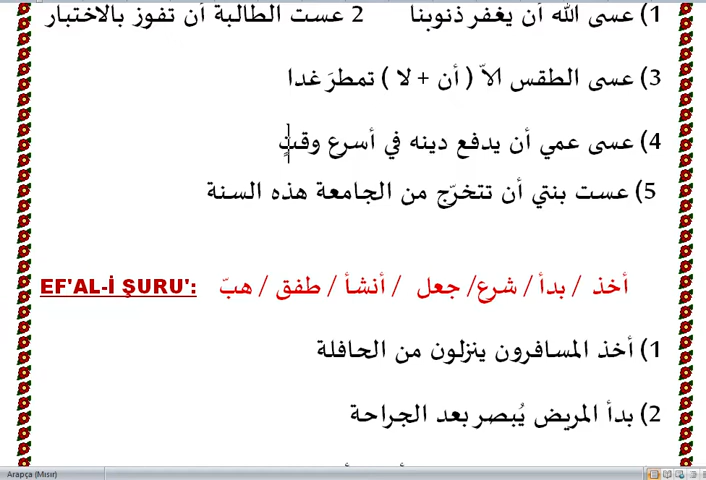 1) عسى الله أن يغفر ذنوبنا 2 عست الطالبة أن تفوز بالاختبار
3) عسى الطقس الاّ ( أن + لا ) تمطرَ غدا
4) عسى عمي أن يدفع دينه في أسرع وقتٍ
5) عست بنتي أن تتخرّج من الجامعة هذه السنة
EF'AL-İ ŞURU': أخذ / بدأ / شرع/ جعل / أنشأ / طفق / هبّ
1) أخذ المسافرون ينزلون من الحافلة
2) بدأ المريض يُبصر بعد الجراحة
Arapça (Mısır)